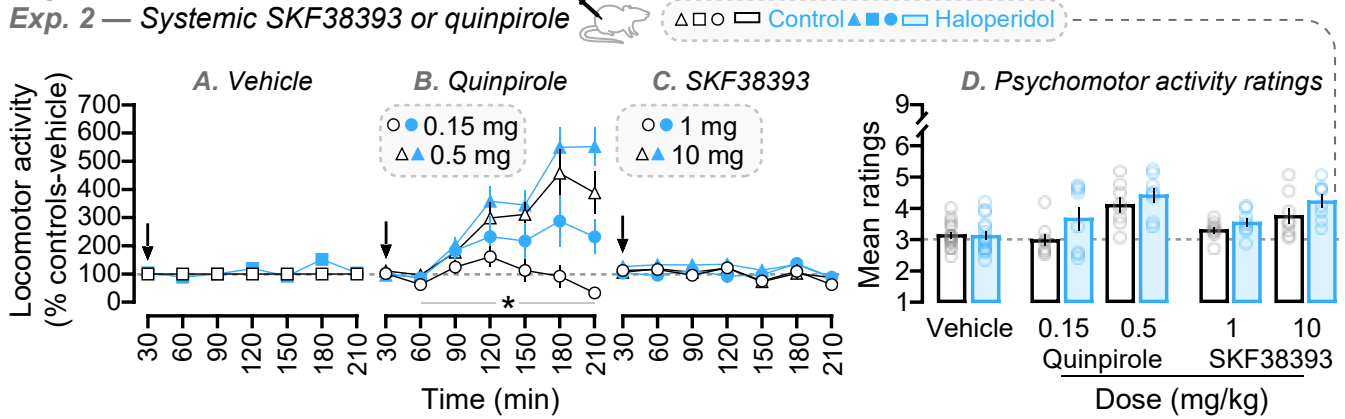 Exp. 2 — Systemic SKF38393 or quinpirole
Control Haloperidol
A. Vehicle
B. Quinpirole
C. SKF38393
D. Psychomotor activity ratings
Locomotor activity
(% controls-vehicle)
700
600
500
400
300
200
100
0
0.15 mg
0.5 mg
1 mg
10 mg
*
30 60 90 120 150 180 210
30 60 90 120 150 180 210
30 60 90 120 150 180 210
Time (min)
Mean ratings
9
6
5
4
3
2
1
Vehicle 0.15 0.5 1 10
Quinpirole SKF38393
Dose (mg/kg)